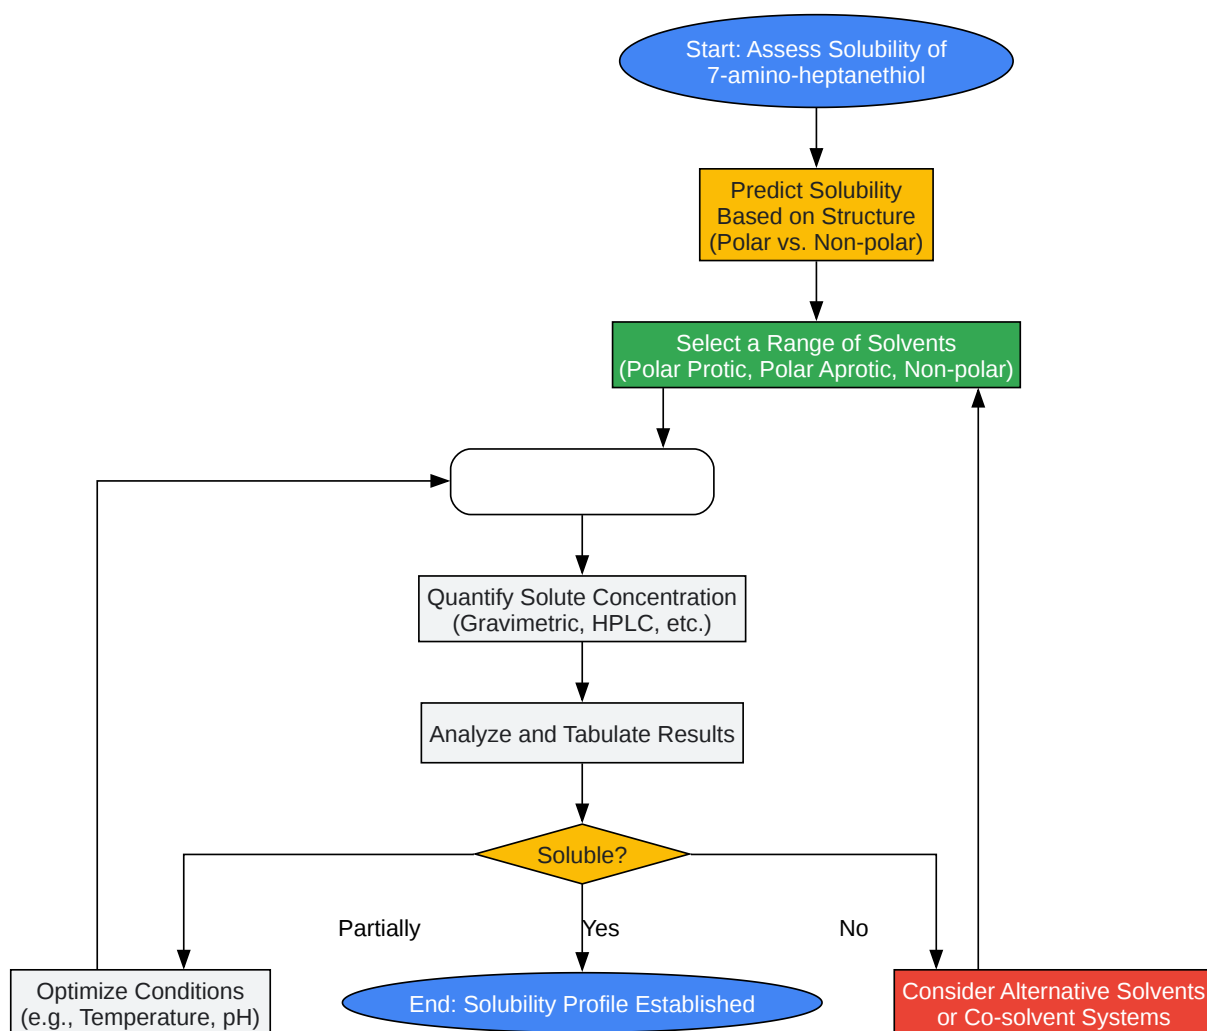 Start: Assess Solubility of
7-amino-heptanethiol
Predict Solubility
Based on Structure
(Polar vs. Non-polar)
Select a Range of Solvents
(Polar Protic, Polar Aprotic, Non-polar)
Quantify Solute Concentration
(Gravimetric, HPLC, etc.)
Analyze and Tabulate Results
Soluble?
Partially
Yes
No
Optimize Conditions
(e.g., Temperature, pH)
End: Solubility Profile Established
Consider Alternative Solvents
or Co-solvent Systems